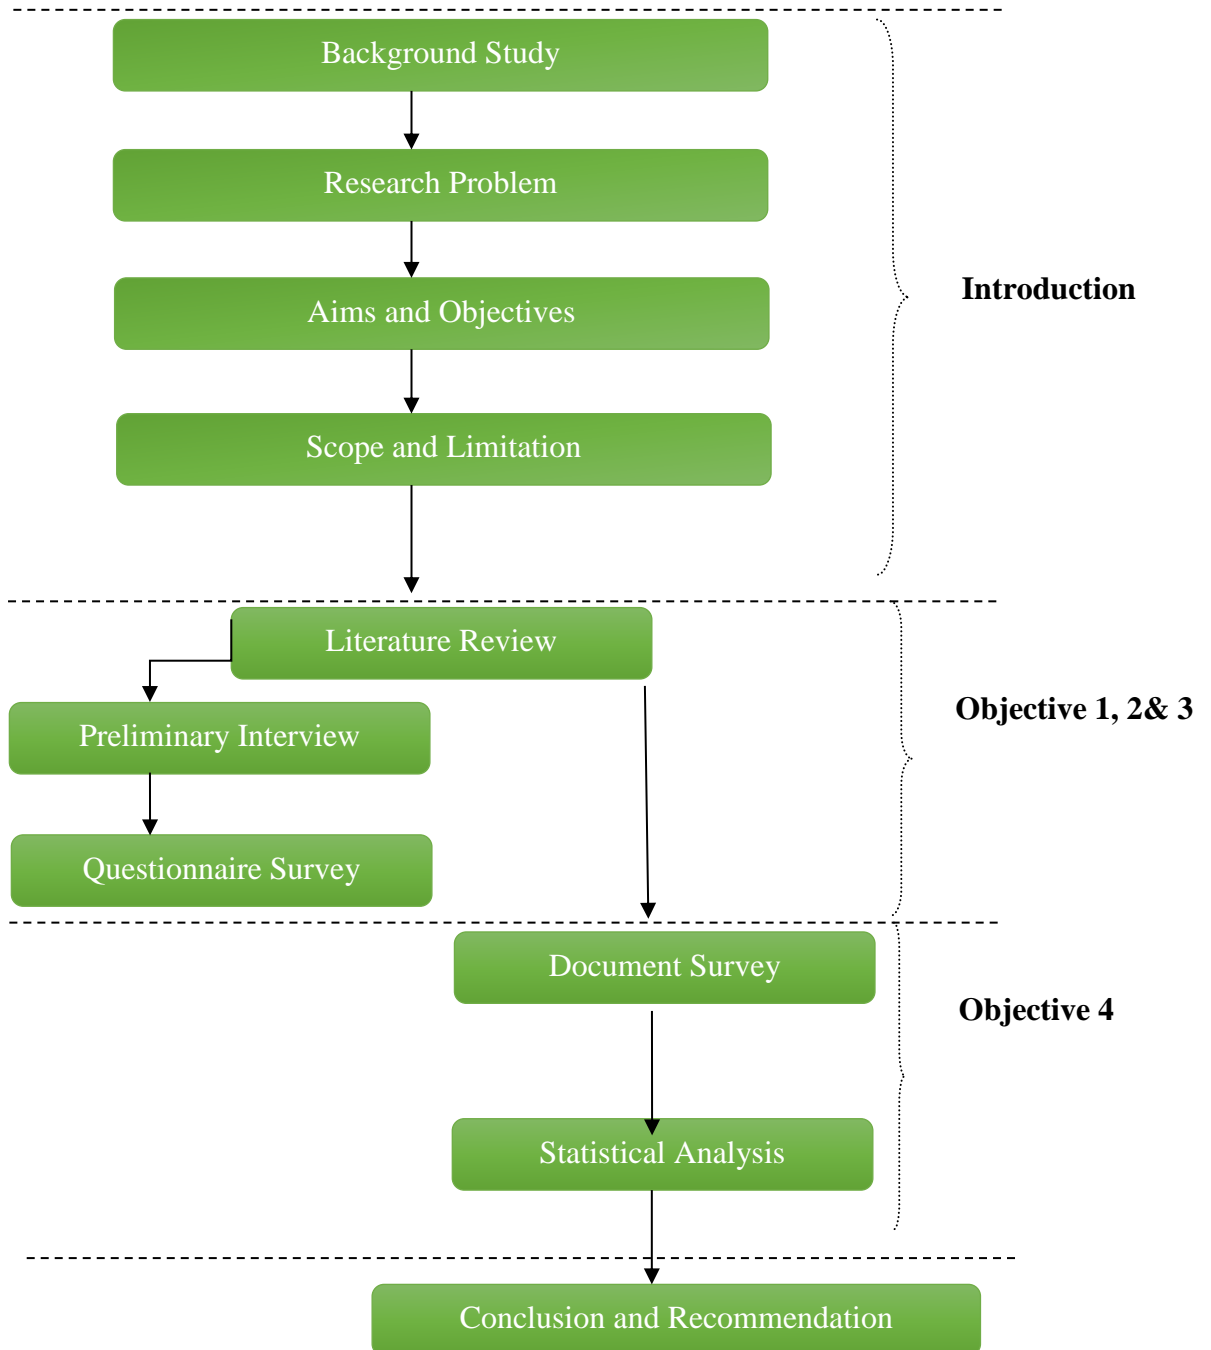 Background Study
Research Problem
Aims and Objectives
Introduction
Scope and Limitation
Literature Review
Objective 1, 2& 3
Preliminary Interview
Questionnaire Survey
Document Survey
Objective 4
Statistical Analysis
Conclusion and Recommendation